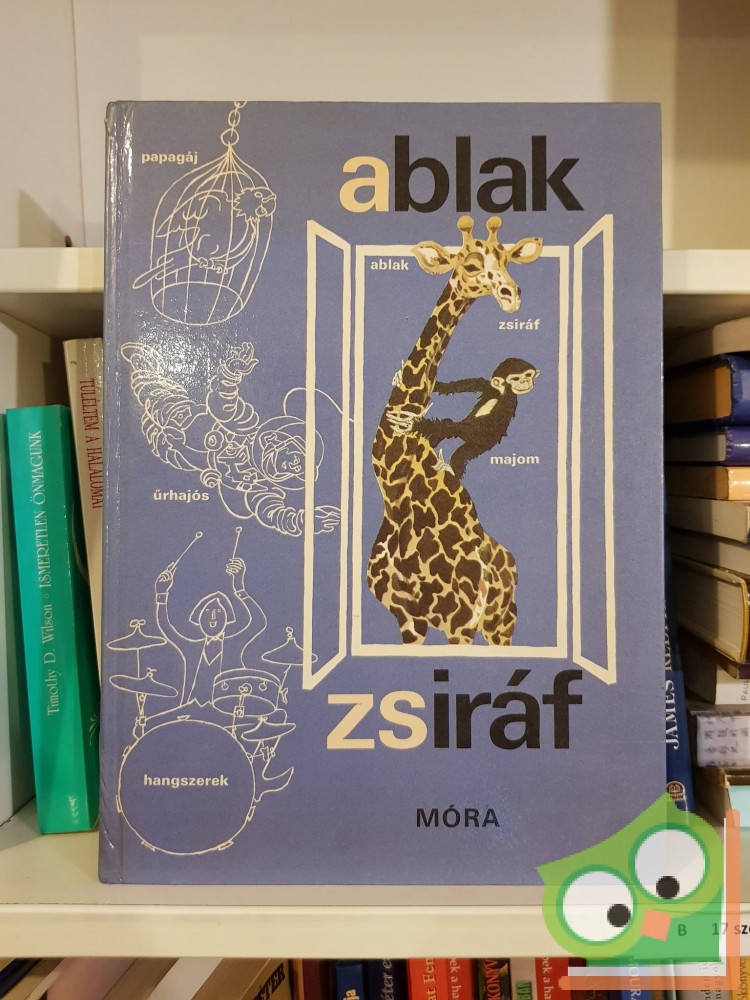 ablak
papagáj
ablak
zsiráf
majom
űrhajós
hangszerek
zsiráf
MÓRA
Timothy D. Wilson ISMERETLEN ÖNMAGUNK
TÚLÉLTEM A HALÁLOMAT
JAMES
B